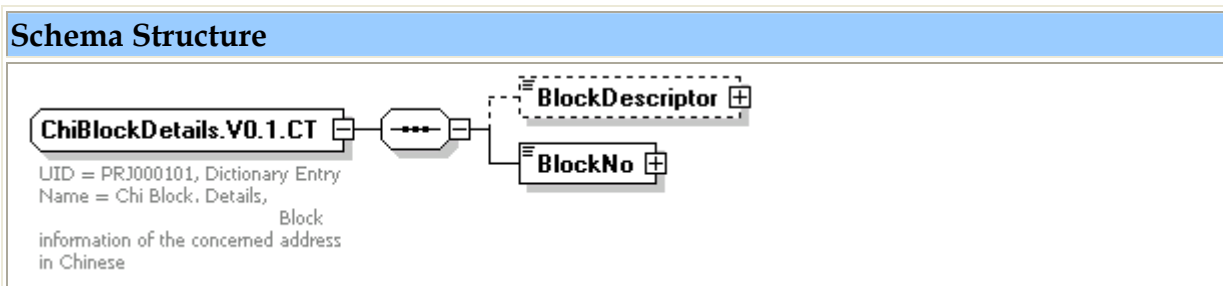 Schema Structure
ChiBlockDetails.V0.1.CT
BlockDescriptor
BlockNo
UID = PRJ000101, Dictionary Entry
Name = Chi Block. Details,
Block
information of the concerned address
in Chinese